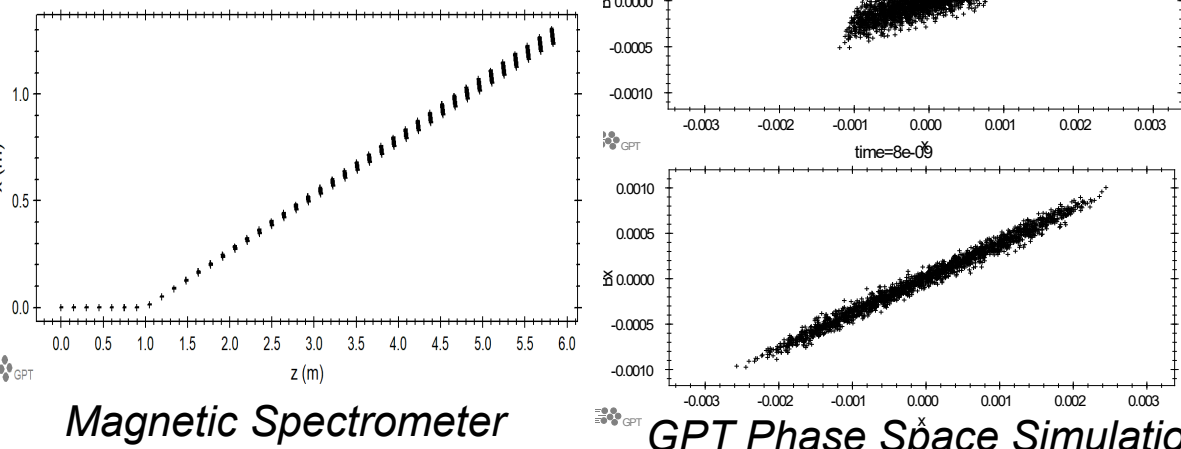 1.0
0.5
0.0
0.0 0.5 1.0 1.5 2.0 2.5 3.0 3.5 4.0 4.5 5.0 5.5 6.0
z (m)
GPT
Magnetic Spectrometer
0.0000
-0.0005
-0.0010
-0.003 -0.002 -0.001 0.000 0.001 0.002 0.003
x
GPT
time=8e-09
0.0010
0.0005
0.0000
-0.0005
-0.0010
Bx
-0.003 -0.002 -0.001 0.000 0.001 0.002 0.003
x
GPT
GPT Phase Space Simulatio